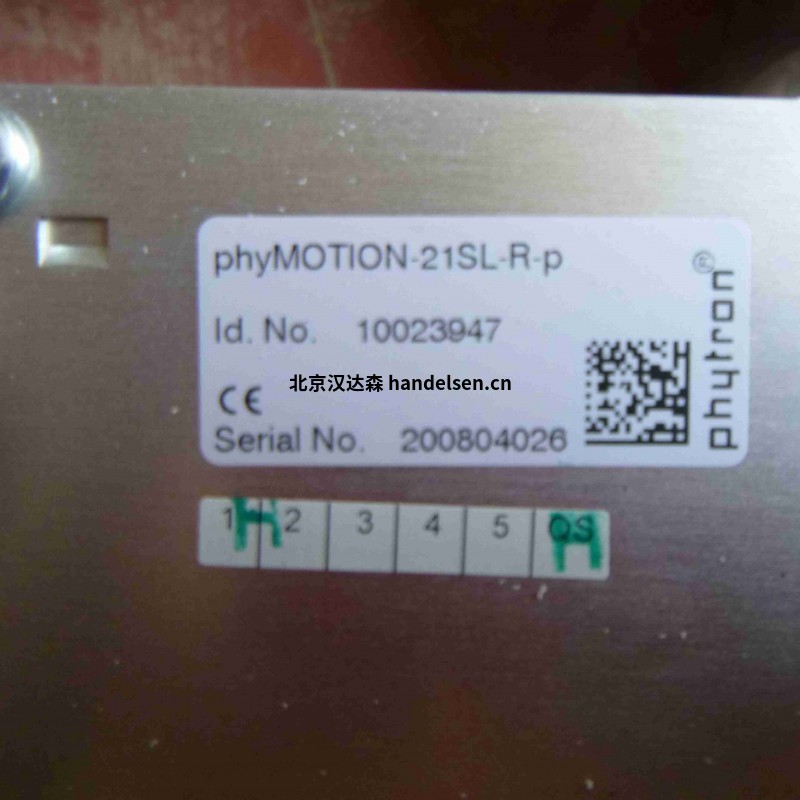 phyMOTION-21SL-R-p
Id. No. 10023947
北京汉达森 handelsen.cn
CE
Serial No. 200804026
phytron®
1 2 3 4 5 QS
H H